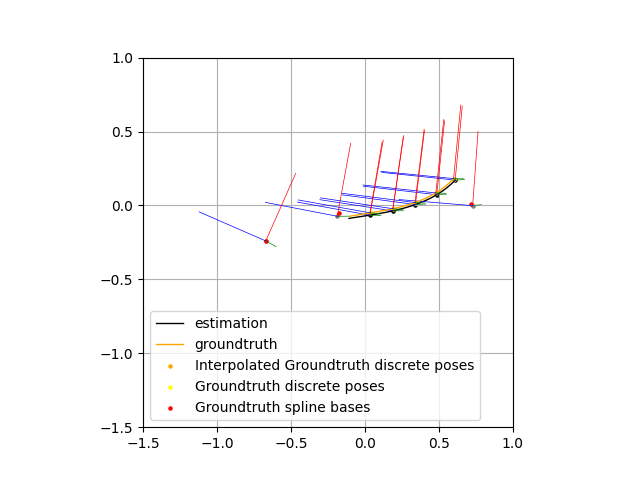 1.0
0.5
0.0
−0.5
−1.0
−1.5
estimation
groundtruth
Interpolated Groundtruth discrete poses
Groundtruth discrete poses
Groundtruth spline bases
−1.5 −1.0 −0.5 0.0 0.5 1.0